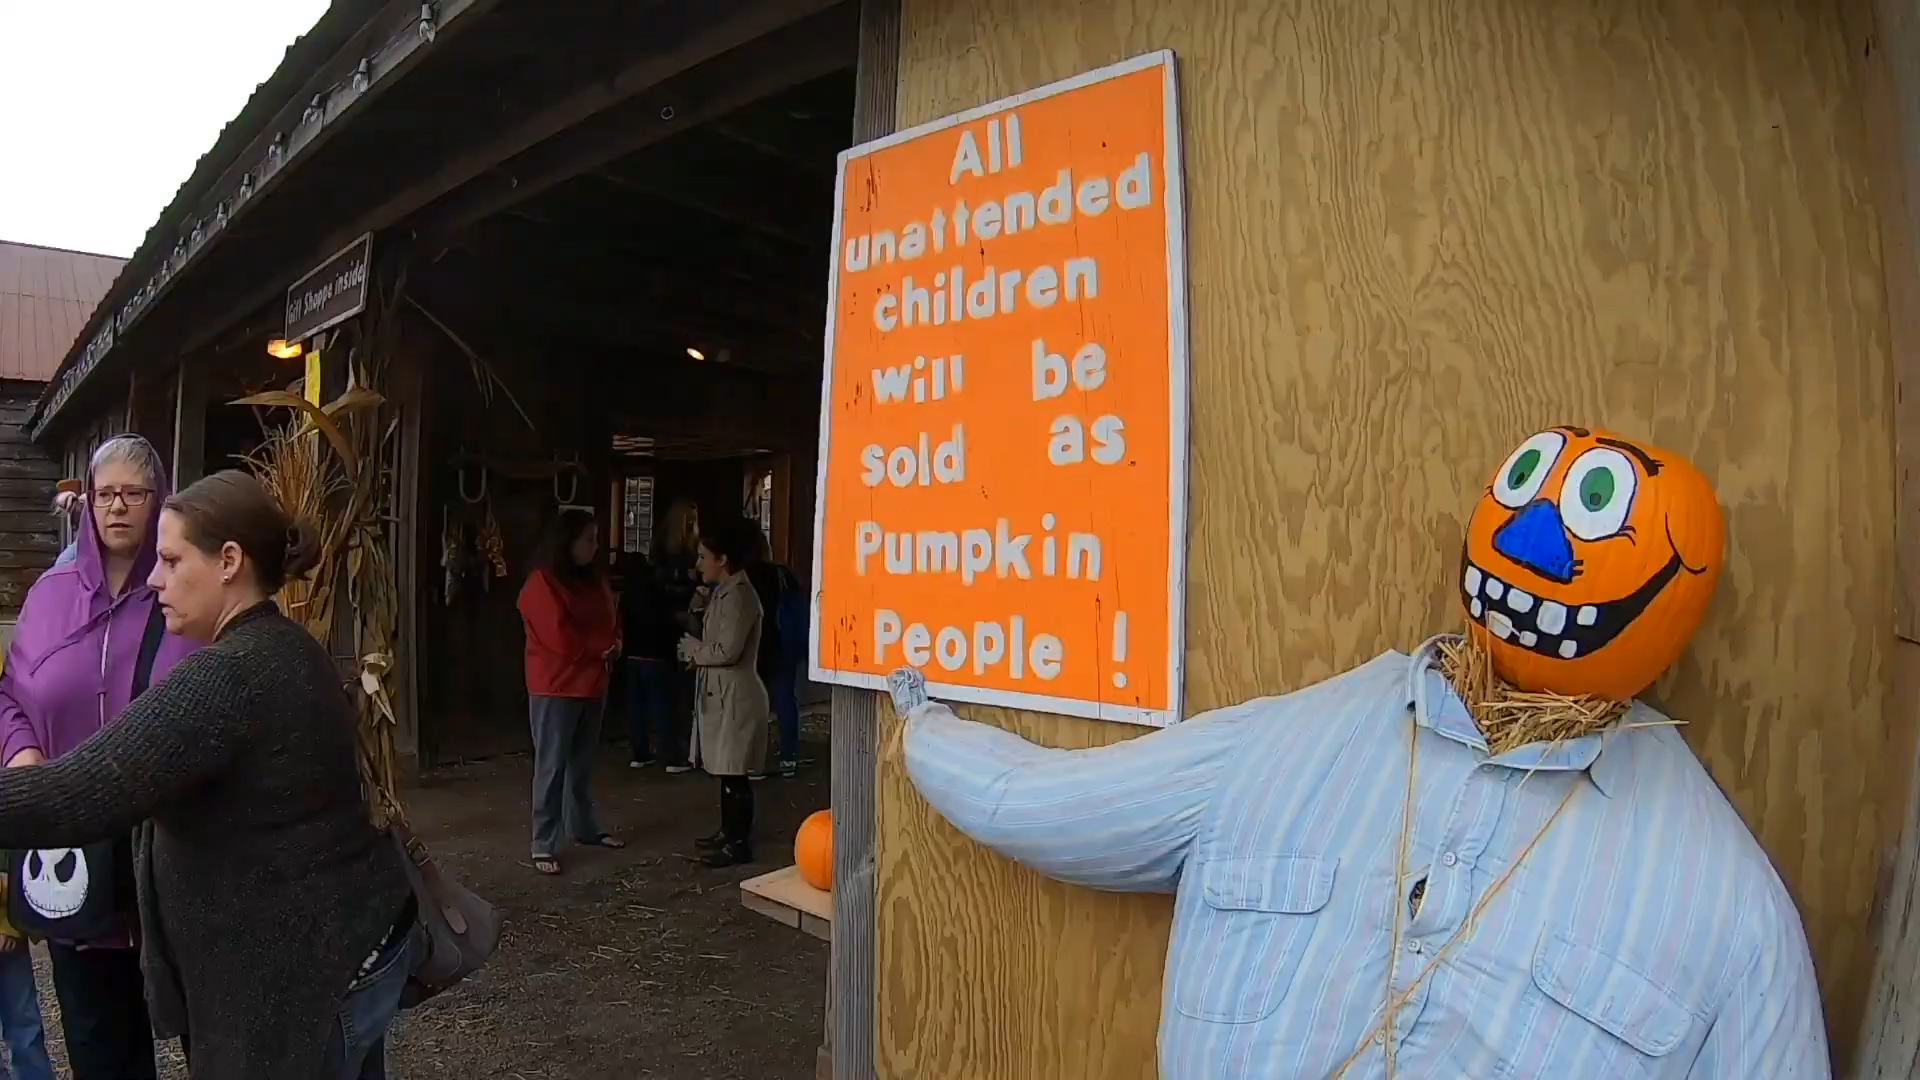 Gift Shoppe inside
All
unattended
children
will be
sold as
Pumpkin
People !